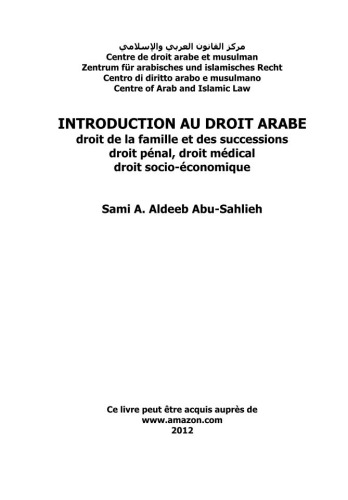 مركز القانون العربي والإسلامي
Centre de droit arabe et musulman
Zentrum für arabisches und islamisches Recht
Centro di diritto arabo e musulmano
Centre of Arab and Islamic Law
INTRODUCTION AU DROIT ARABE
droit de la famille et des successions
droit pénal, droit médical
droit socio-économique
Sami A. Aldeeb Abu-Sahlieh
Ce livre peut être acquis auprès de
www.amazon.com
2012